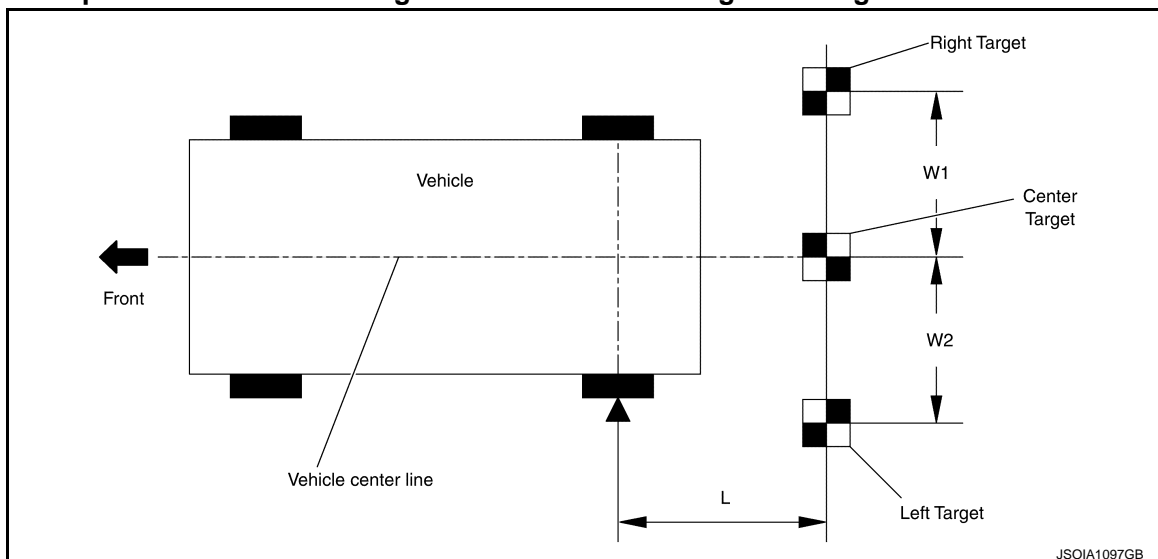 Right Target
W1
Vehicle
Center
Target
Front
W2
Vehicle center line
L
Left Target
JSOIA1097GB